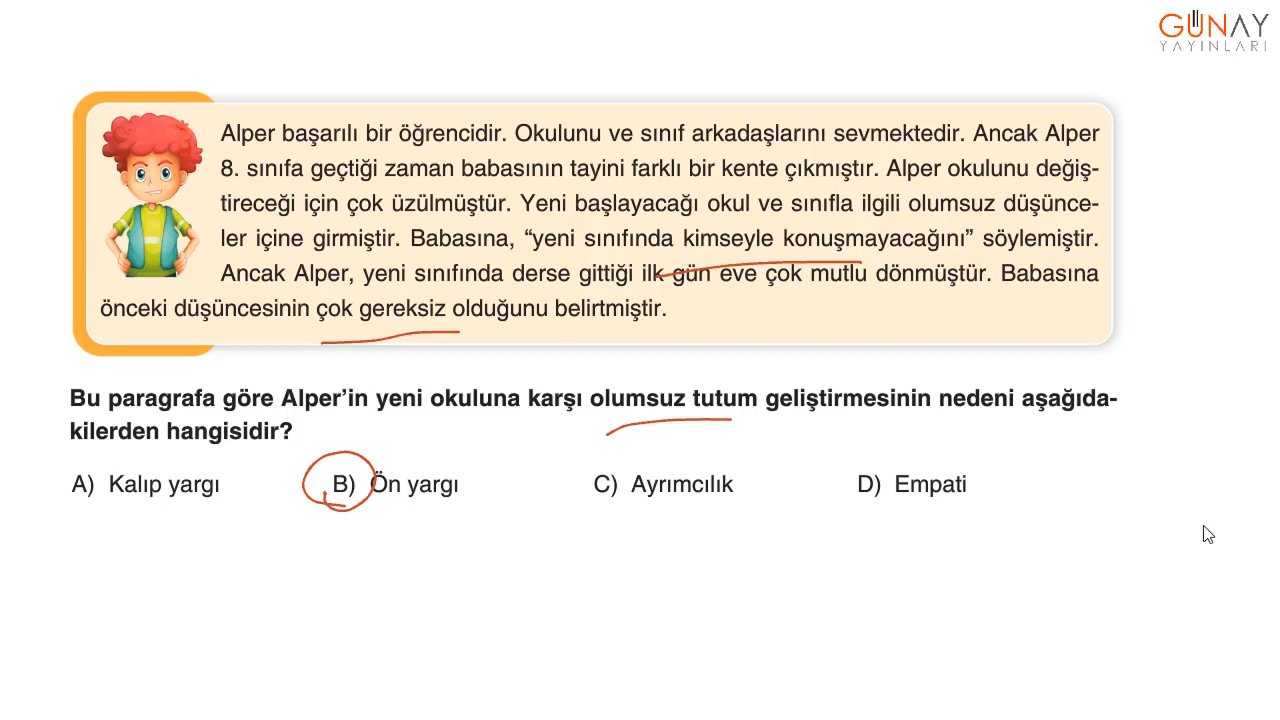 GÜNAY
YAYINLARI
Alper başarılı bir öğrencidir. Okulunu ve sınıf arkadaşlarını sevmektedir. Ancak Alper
8. sınıfa geçtiği zaman babasının tayini farklı bir kente çıkmıştır. Alper okulunu değiş-
tireceği için çok üzülmüştür. Yeni başlayacağı okul ve sınıfla ilgili olumsuz düşünce-
ler içine girmiştir. Babasına, “yeni sınıfında kimseyle konuşmayacağını” söylemiştir.
Ancak Alper, yeni sınıfında derse gittiği ilk gün eve çok mutlu dönmüştür. Babasına
önceki düşüncesinin çok gereksiz olduğunu belirtmiştir.
Bu paragrafa göre Alper’in yeni okuluna karşı olumsuz tutum geliştirmesinin nedeni aşağıda-
kilerden hangisidir?
A) Kalıp yargı B) Ön yargı C) Ayrımcılık D) Empati